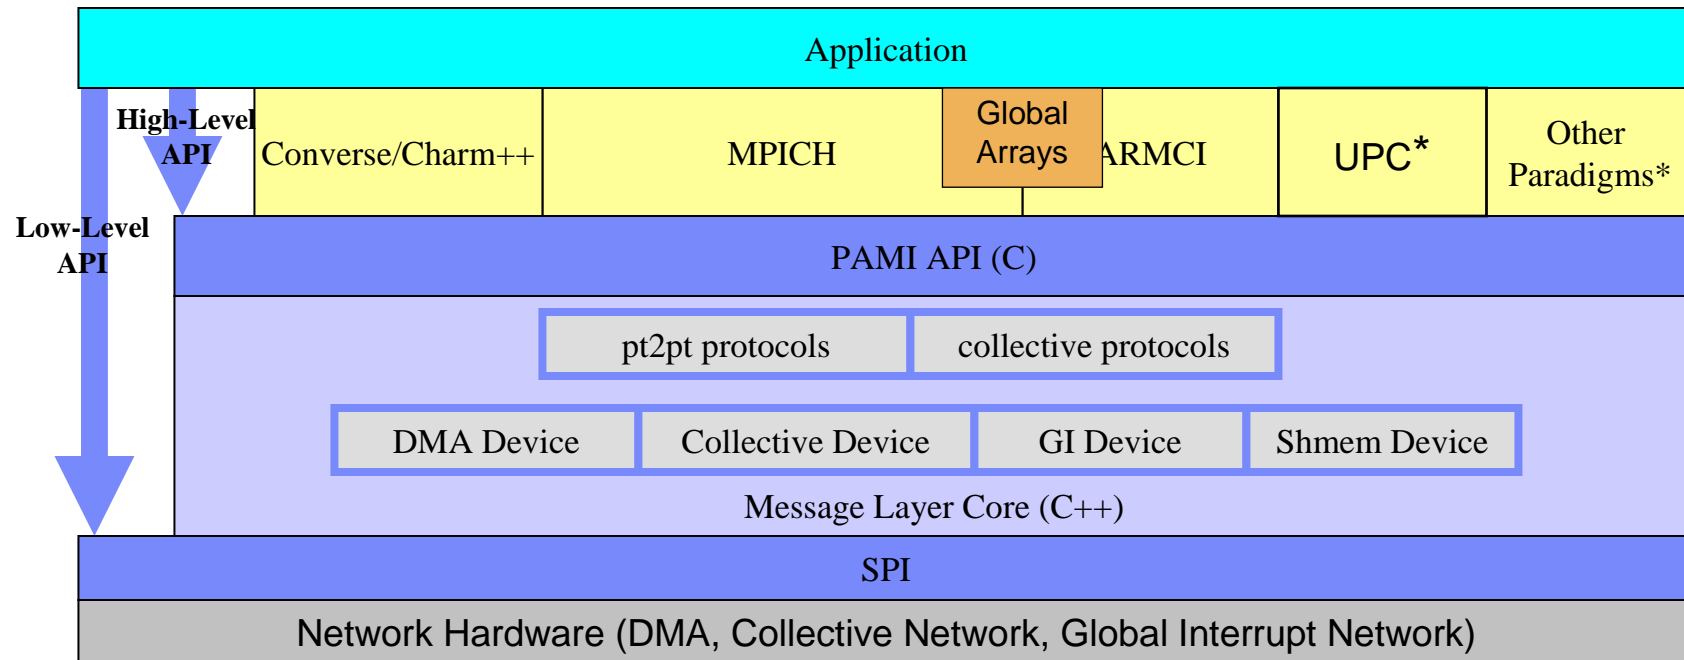 Application
High-Level
API
Low-Level
API
Converse/Charm++
MPICH
Global
Arrays
ARMCI
UPC*
Other
Paradigms*
PAMI API (C)
pt2pt protocols
collective protocols
DMA Device
Collective Device
GI Device
Shmem Device
Message Layer Core (C++)
SPI
Network Hardware (DMA, Collective Network, Global Interrupt Network)